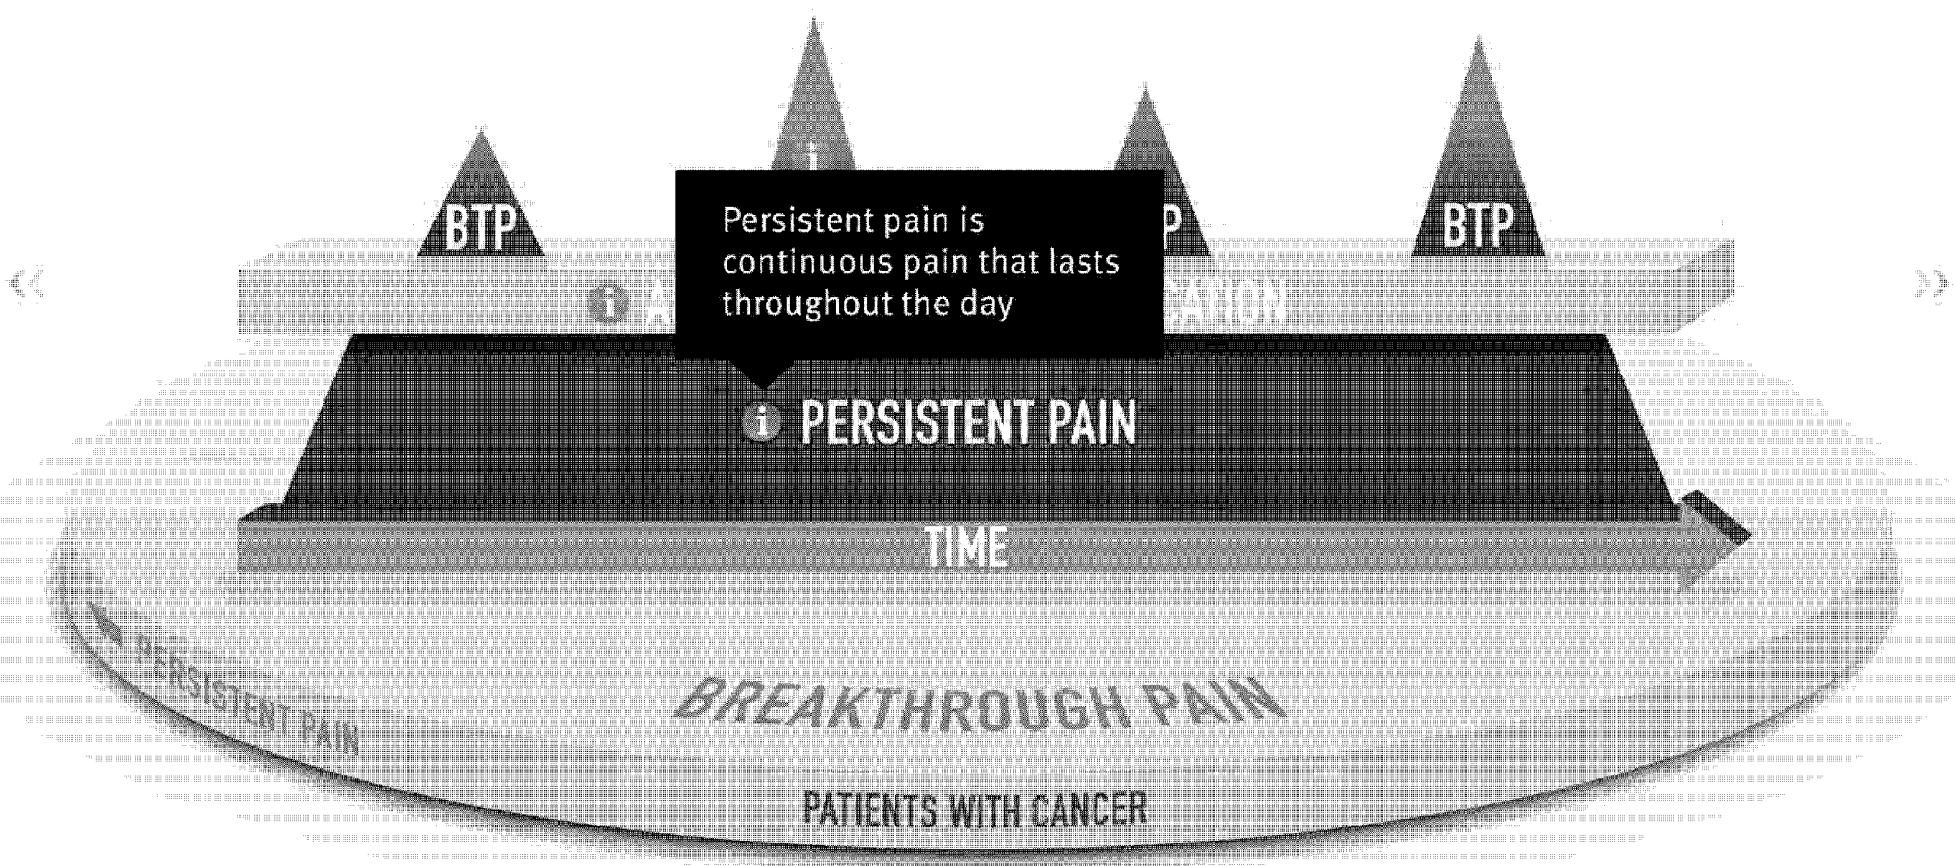 BTP
BTP
Persistent pain is
continuous pain that lasts
throughout the day
PERSISTENT PAIN
TIME
PERSISTENT PAIN
BREAKTHROUGH PAIN
PATIENTS WITH CANCER